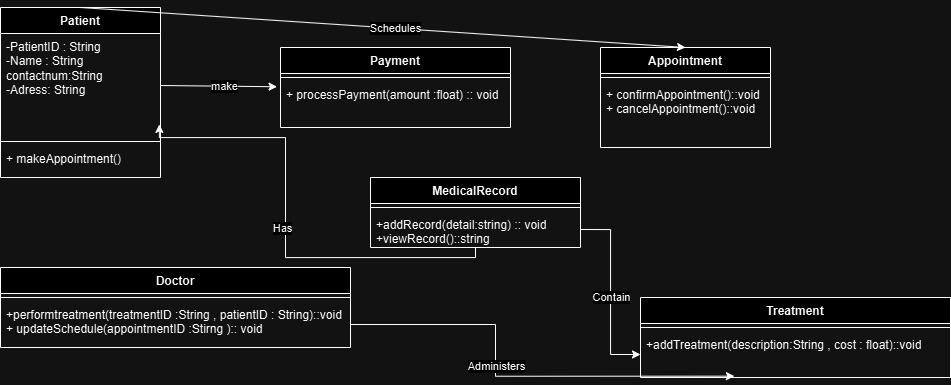 Patient
-PatientID : String
-Name : String
contactnum:String
-Adress: String
+ makeAppointment()
Schedules
make
Payment
+ processPayment(amount :float) :: void
Appointment
+ confirmAppointment()::void
+ cancelAppointment()::void
MedicalRecord
+addRecord(detail:string) :: void
+viewRecord()::string
Has
Doctor
+performtreatment(treatmentID :String , patientID : String)::void
+ updateSchedule(appointmentID :Stirng ):: void
Contain
Treatment
+addTreatment(description:String , cost : float)::void
Administers